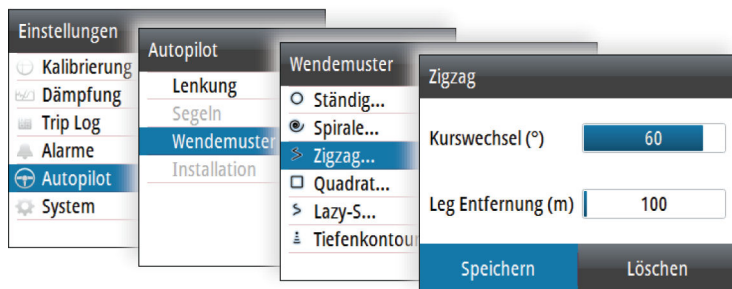 Einstellungen
Kalibrierung
Dämpfung
Trip Log
Alarme
Autopilot
System
Autopilot
Lenkung
Segeln
Wendemuster
Installation
Wendemuster
Ständig...
Spirale...
Zigzag...
Quadrat...
Lazy-S...
Tiefenkontour
Zigzag
Kurswechsel (°) 60
Leg Entfernung (m) 100
Speichern Löschen